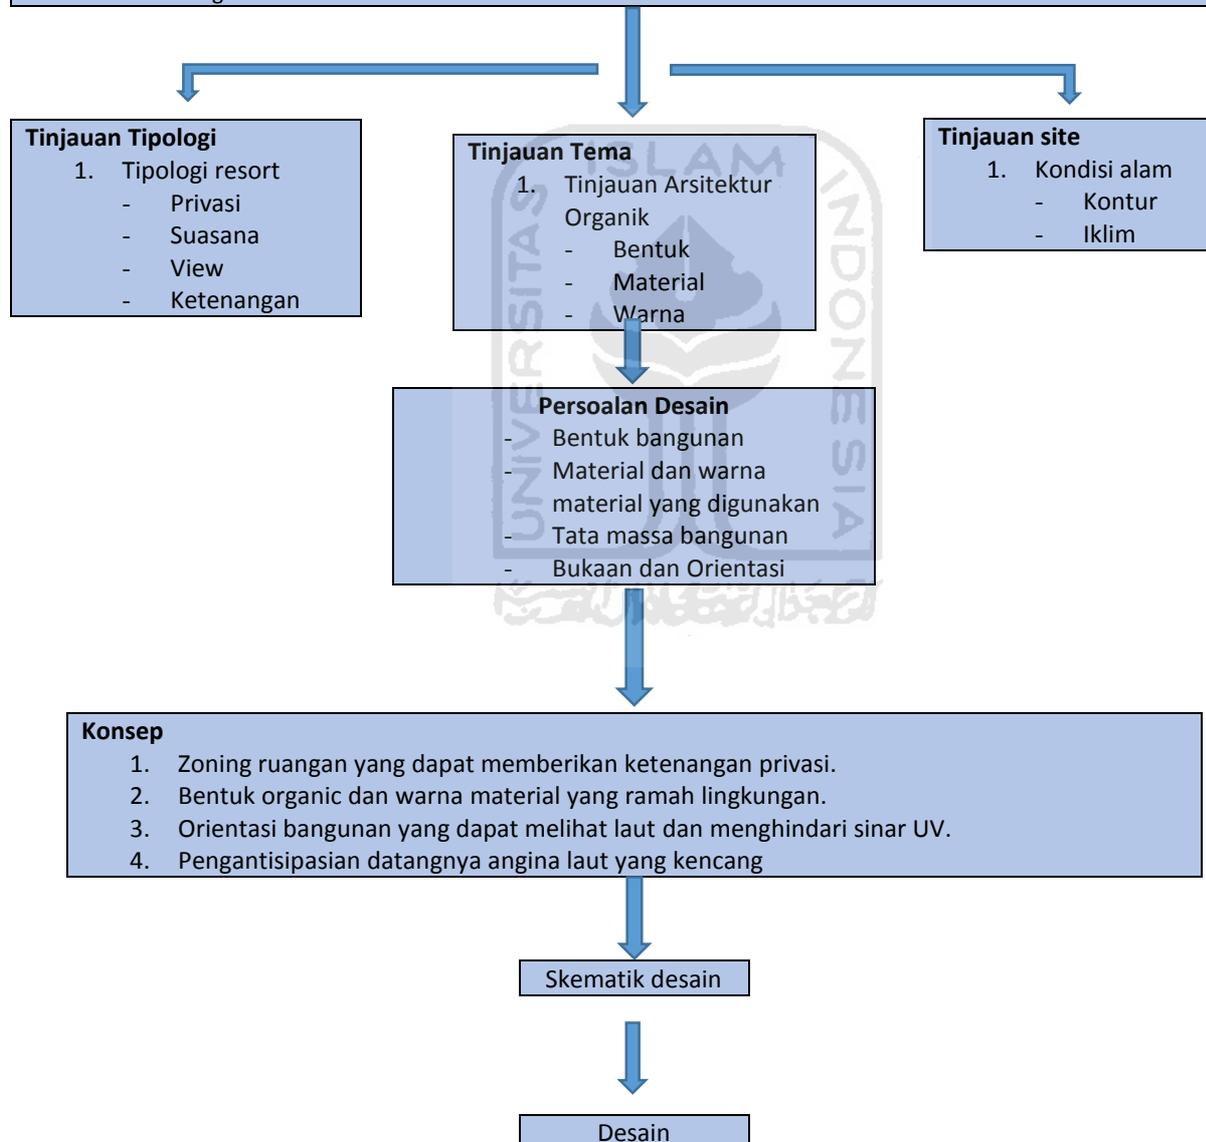 Tinjauan Tipologi
1. Tipologi resort
- Privasi
- Suasana
- View
- Ketenangan
Tinjauan Tema
1. Tinjauan Arsitektur
Organik
- Bentuk
- Material
- Warna
Tinjauan site
1. Kondisi alam
- Kontur
- Iklim
Persoalan Desain
- Bentuk bangunan
- Material dan warna
material yang digunakan
- Tata massa bangunan
- Bukaan dan Orientasi
Konsep
1. Zoning ruangan yang dapat memberikan ketenangan privasi.
2. Bentuk organic dan warna material yang ramah lingkungan.
3. Orientasi bangunan yang dapat melihat laut dan menghindari sinar UV.
4. Pengantisipasian datangnya angina laut yang kencang
Skematik desain
Desain
UNIVERSITAS
ISLAM
INDONESIA